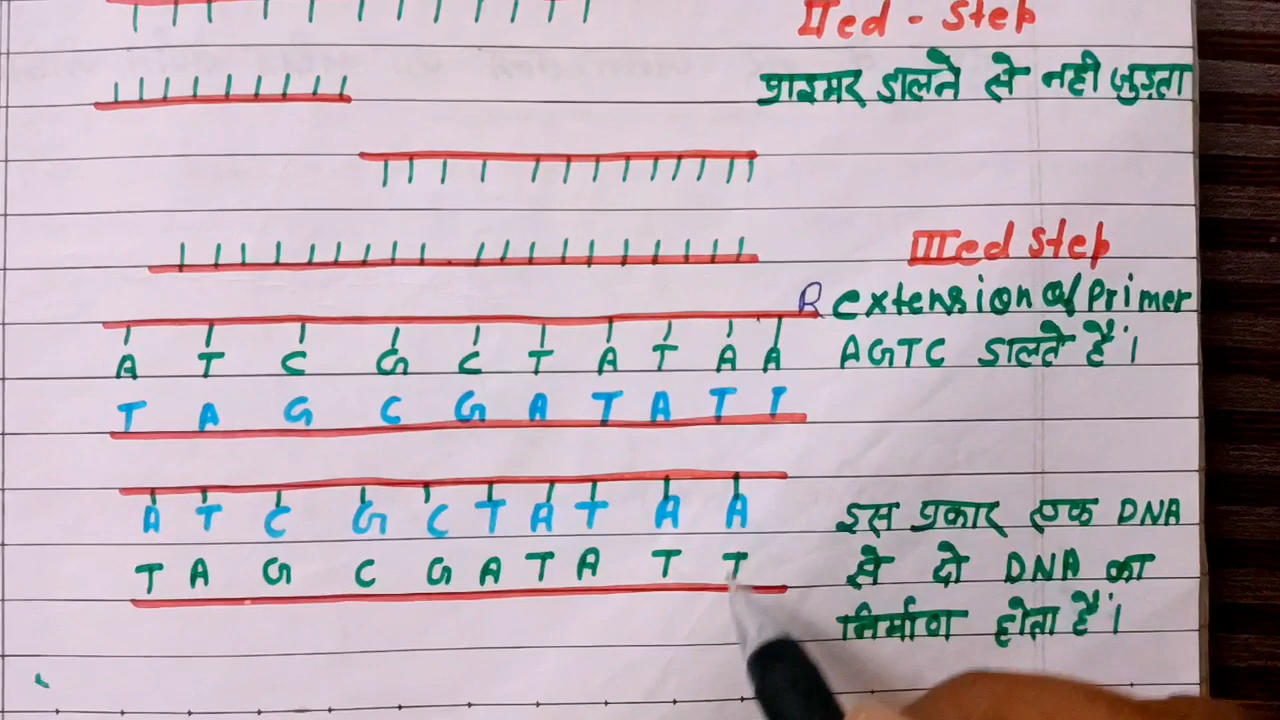 IIed - Step
प्राइमर डालने से नही जुड़ता
IIIed Step
R extension of Primer
AGTC डालते है।
A T C G C T A T A A
T A G C G A T A T T
A T C G C T A T A A
T A G C G A T A T T
इस प्रकार एक DNA
से दो DNA का
निर्माण होता है।